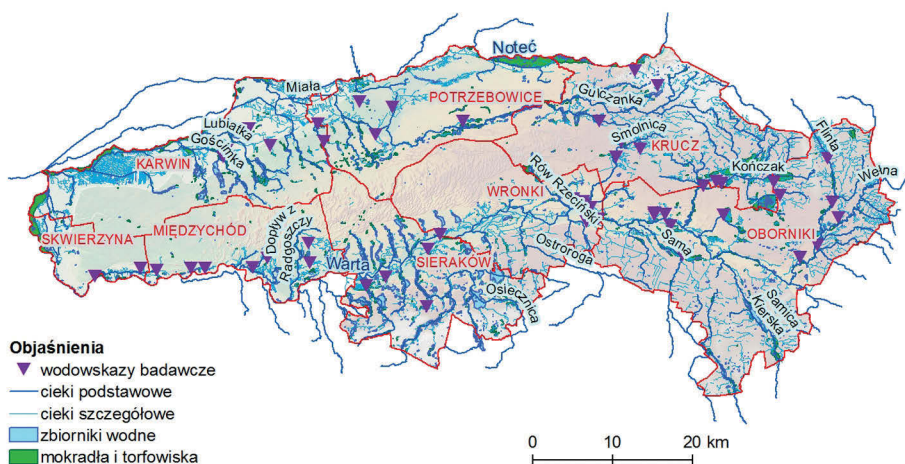 Noteć
Miała
POTRZEBOWICE
Gulczanka
Lubiatka
Gościmka
Smolnica
KRUCZ
Flinta
KARWIN
Kończak
Wełna
Rów Rzeciński
WRONKI
SKWIERZYNA
MIĘDZYCHÓD
Dopływ z
Radgoszczy
Warta
SIERAKÓW
Ostroroga
Sama
OBORNIKI
Osiecznica
Samica
Kierska
Objaśnienia
wodowskazy badawcze
cieki podstawowe
cieki szczegółowe
zbiorniki wodne
mokradła i torfowiska
0 10 20 km